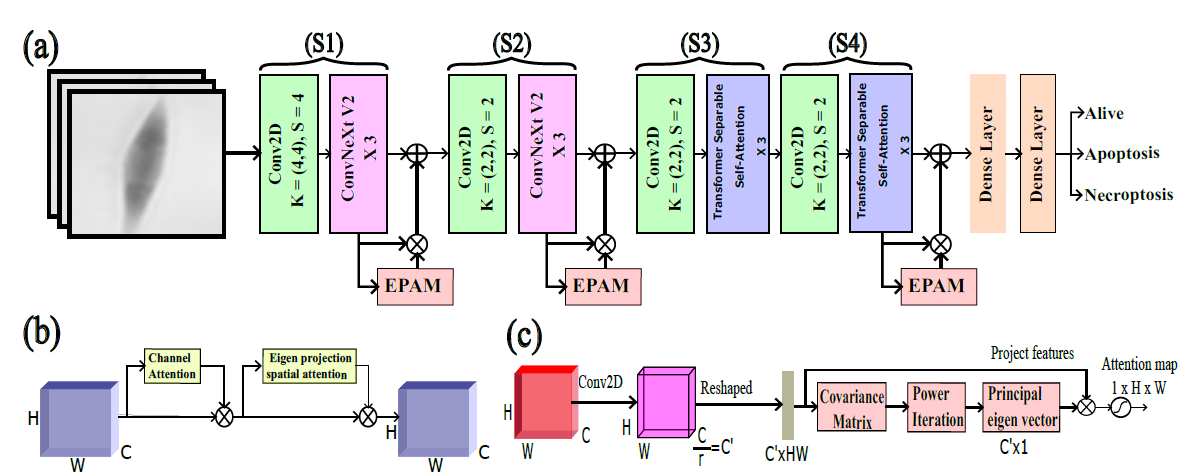 (a)
(S1)
(S2)
(S3)
(S4)
Conv2D
K = (4,4), S = 4
ConvNeXt V2
X 3
Conv2D
K = (2,2), S = 2
ConvNeXt V2
X 3
Conv2D
K = (2,2), S = 2
Transformer Separable
Self-Attention
X 3
Conv2D
K = (2,2), S = 2
Transformer Separable
Self-Attention
X 3
Dense Layer
Dense Layer
Alive
Apoptosis
Necroptosis
EPAM
EPAM
EPAM
(b)
Channel
Attention
Eigen projection
spatial attention
H
W
C
H
W
C
(c)
H
W
C
Conv2D
H
W
C
r
=C'
Reshaped
C'xHW
Project features
Covariance
Matrix
Power
Iteration
Principal
eigen vector
C'x1
Attention map
1 x H x W